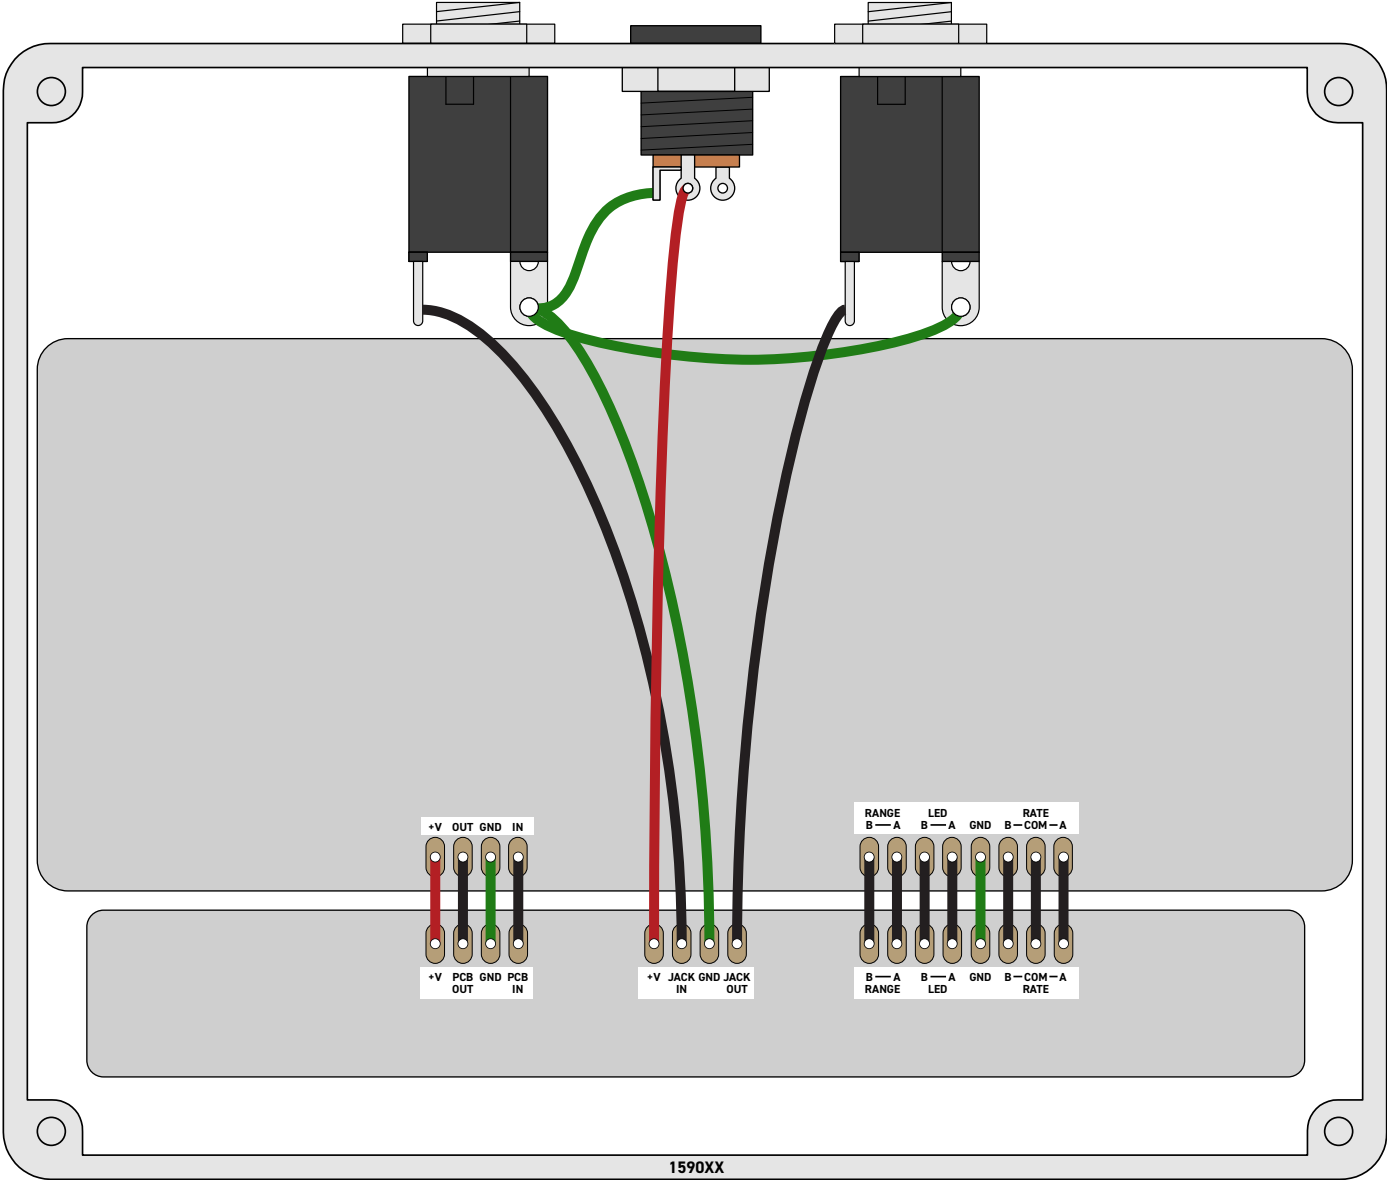 +V OUT GND IN
RANGE LED RATE
B — A B — A GND B — COM — A
+V PCB GND PCB
OUT IN
+V JACK GND JACK
IN OUT
B — A B — A GND B — COM — A
RANGE LED RATE
1590XX